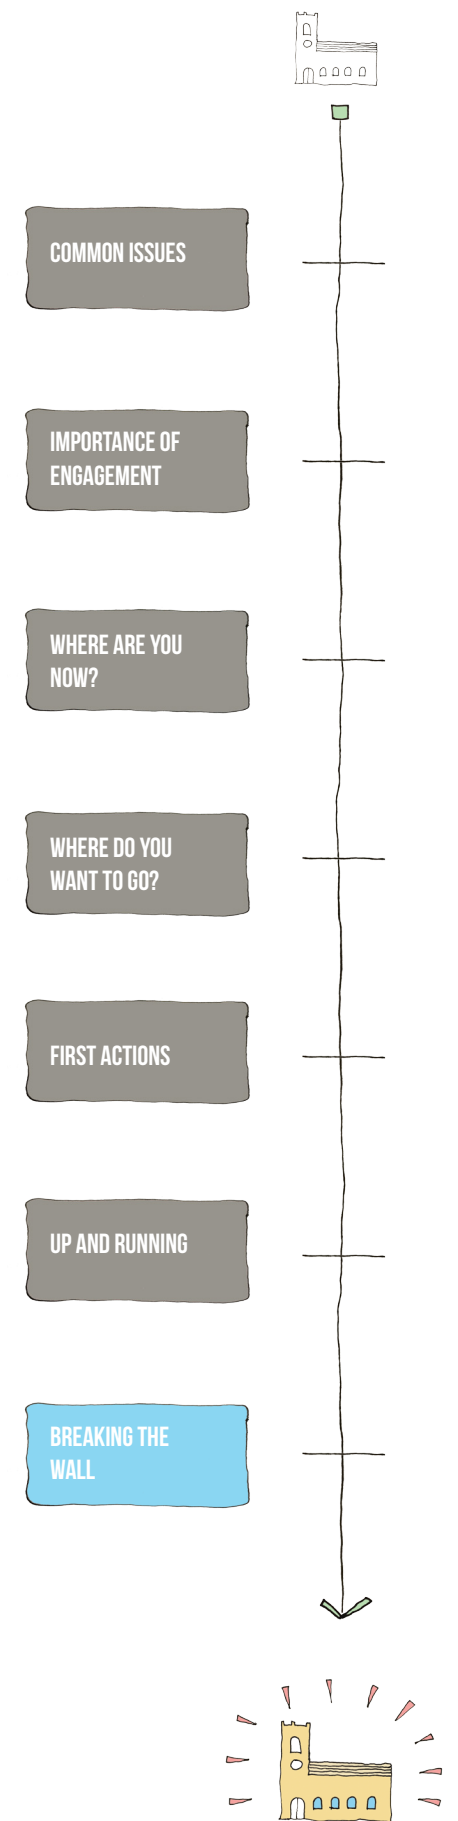 COMMON ISSUES
IMPORTANCE OF
ENGAGEMENT
WHERE ARE YOU
NOW?
WHERE DO YOU
WANT TO GO?
FIRST ACTIONS
UP AND RUNNING
BREAKING THE
WALL